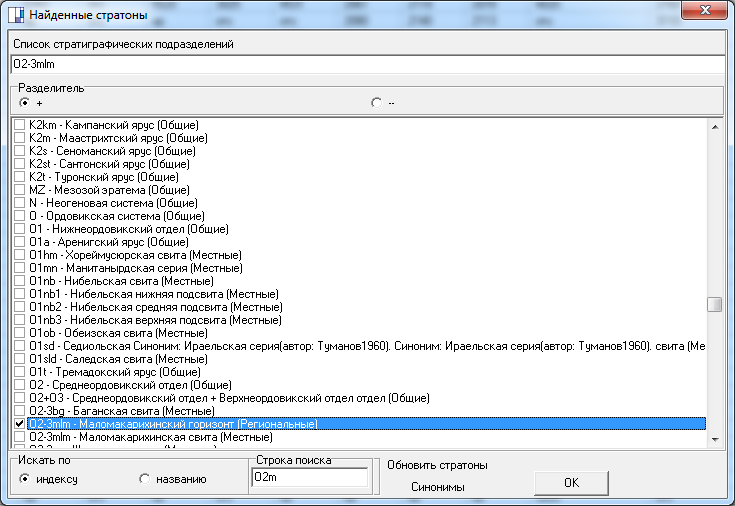 Найденные стратоны
Список стратиграфических подразделений
O2-3mlm
Разделитель
+
--
K2km - Кампанский ярус (Общие)
K2m - Маастрихтский ярус (Общие)
K2s - Сеноманский ярус (Общие)
K2st - Сантонский ярус (Общие)
K2t - Туронский ярус (Общие)
MZ - Мезозой эратема (Общие)
N - Неогеновая система (Общие)
O - Ордовикская система (Общие)
O1 - Нижнеордовикский отдел (Общие)
O1a - Аренигский ярус (Общие)
O1hm - Хореймусюрская свита (Местные)
O1mn - Манитанырдская серия (Местные)
O1nb - Нибельская свита (Местные)
O1nb1 - Нибельская нижняя подсвита (Местные)
O1nb2 - Нибельская средняя подсвита (Местные)
O1nb3 - Нибельская верхняя подсвита (Местные)
O1ob - Обеизская свита (Местные)
O1sd - Седиольская Синоним: Ираельская серия(автор: Туманов1960). Синоним: Ираельская серия(автор: Туманов1960). свита (Ме
O1sld - Саледская свита (Местные)
O1t - Тремадокский ярус (Общие)
O2 - Среднеордовикский отдел (Общие)
O2+O3 - Среднеордовикский отдел + Верхнеордовикский отдел отдел (Общие)
O2-3bg - Баганская свита (Местные)
O2-3mlm - Маломакарихинский горизонт (Региональные)
O2-3mlm - Маломакарихинская свита (Местные)
Искать по
индексу
названию
Строка поиска
O2m
Обновить стратоны
Синонимы
OK